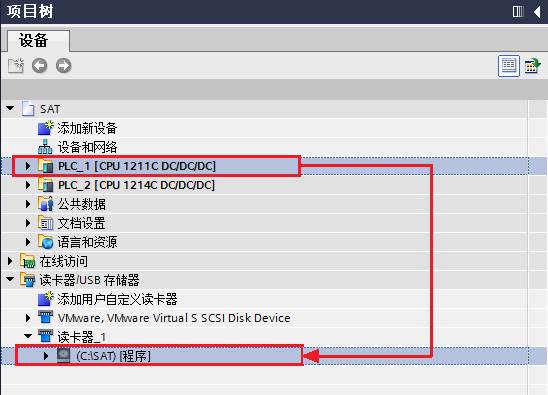 项目树
设备
SAT
添加新设备
设备和网络
PLC_1 [CPU 1211C DC/DC/DC]
PLC_2 [CPU 1214C DC/DC/DC]
公共数据
文档设置
语言和资源
在线访问
读卡器/USB 存储器
添加用户自定义读卡器
VMware, VMware Virtual S SCSI Disk Device
读卡器_1
(C:\SAT) [程序]